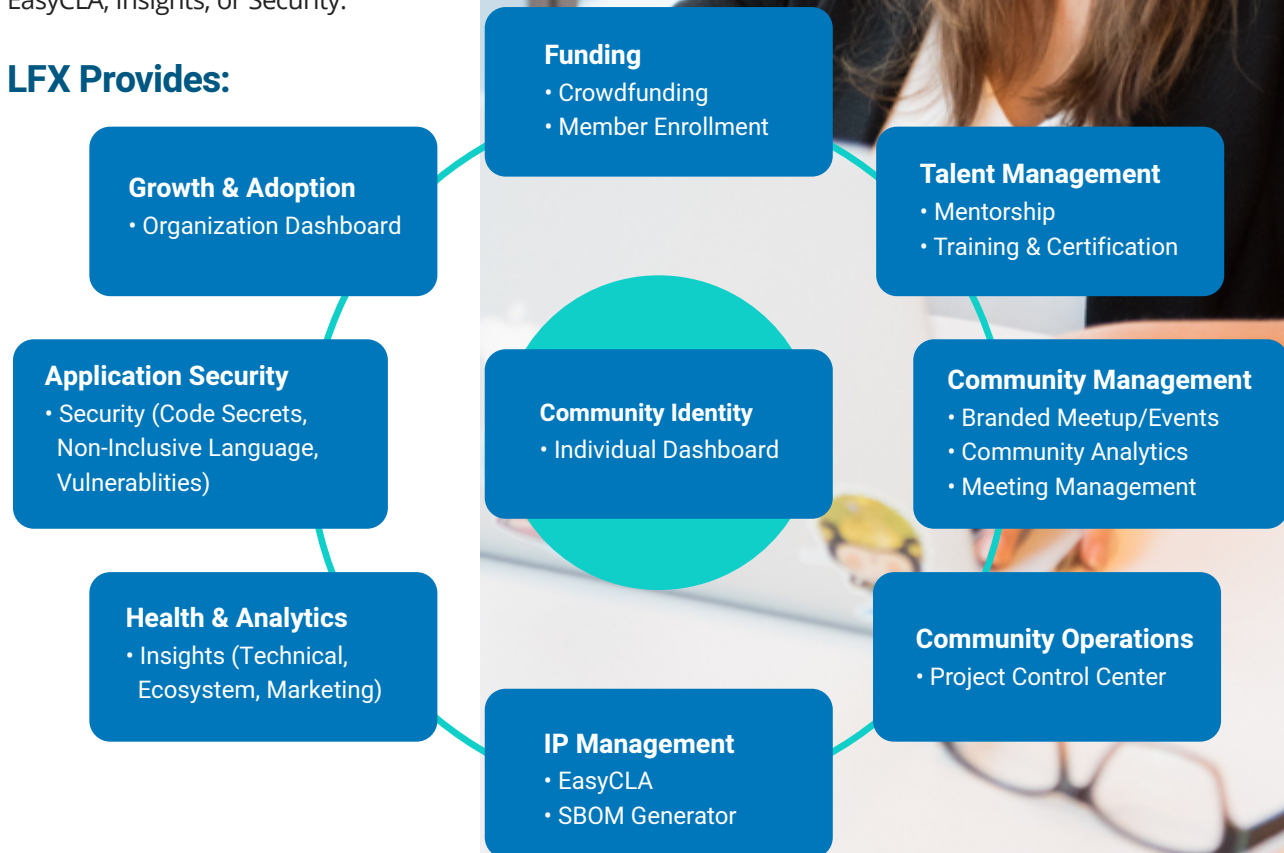 EasyCLA, Insights, or Security.
LFX Provides:
Funding
• Crowdfunding
• Member Enrollment
Growth & Adoption
• Organization Dashboard
Talent Management
• Mentorship
• Training & Certification
Application Security
• Security (Code Secrets,
Non-Inclusive Language,
Vulnerablities)
Community Identity
• Individual Dashboard
Community Management
• Branded Meetup/Events
• Community Analytics
• Meeting Management
Health & Analytics
• Insights (Technical,
Ecosystem, Marketing)
Community Operations
• Project Control Center
IP Management
• EasyCLA
• SBOM Generator